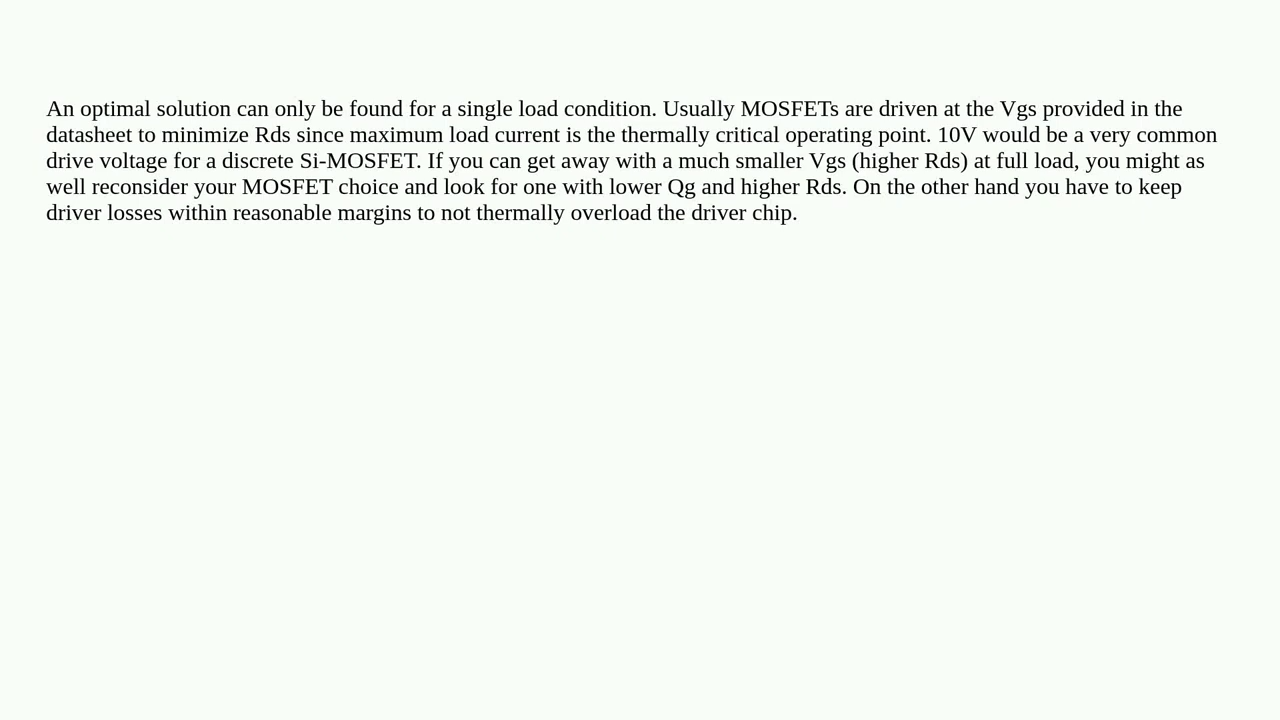 An optimal solution can only be found for a single load condition. Usually MOSFETs are driven at the Vgs provided in the
datasheet to minimize Rds since maximum load current is the thermally critical operating point. 10V would be a very common
drive voltage for a discrete Si-MOSFET. If you can get away with a much smaller Vgs (higher Rds) at full load, you might as
well reconsider your MOSFET choice and look for one with lower Qg and higher Rds. On the other hand you have to keep
driver losses within reasonable margins to not thermally overload the driver chip.